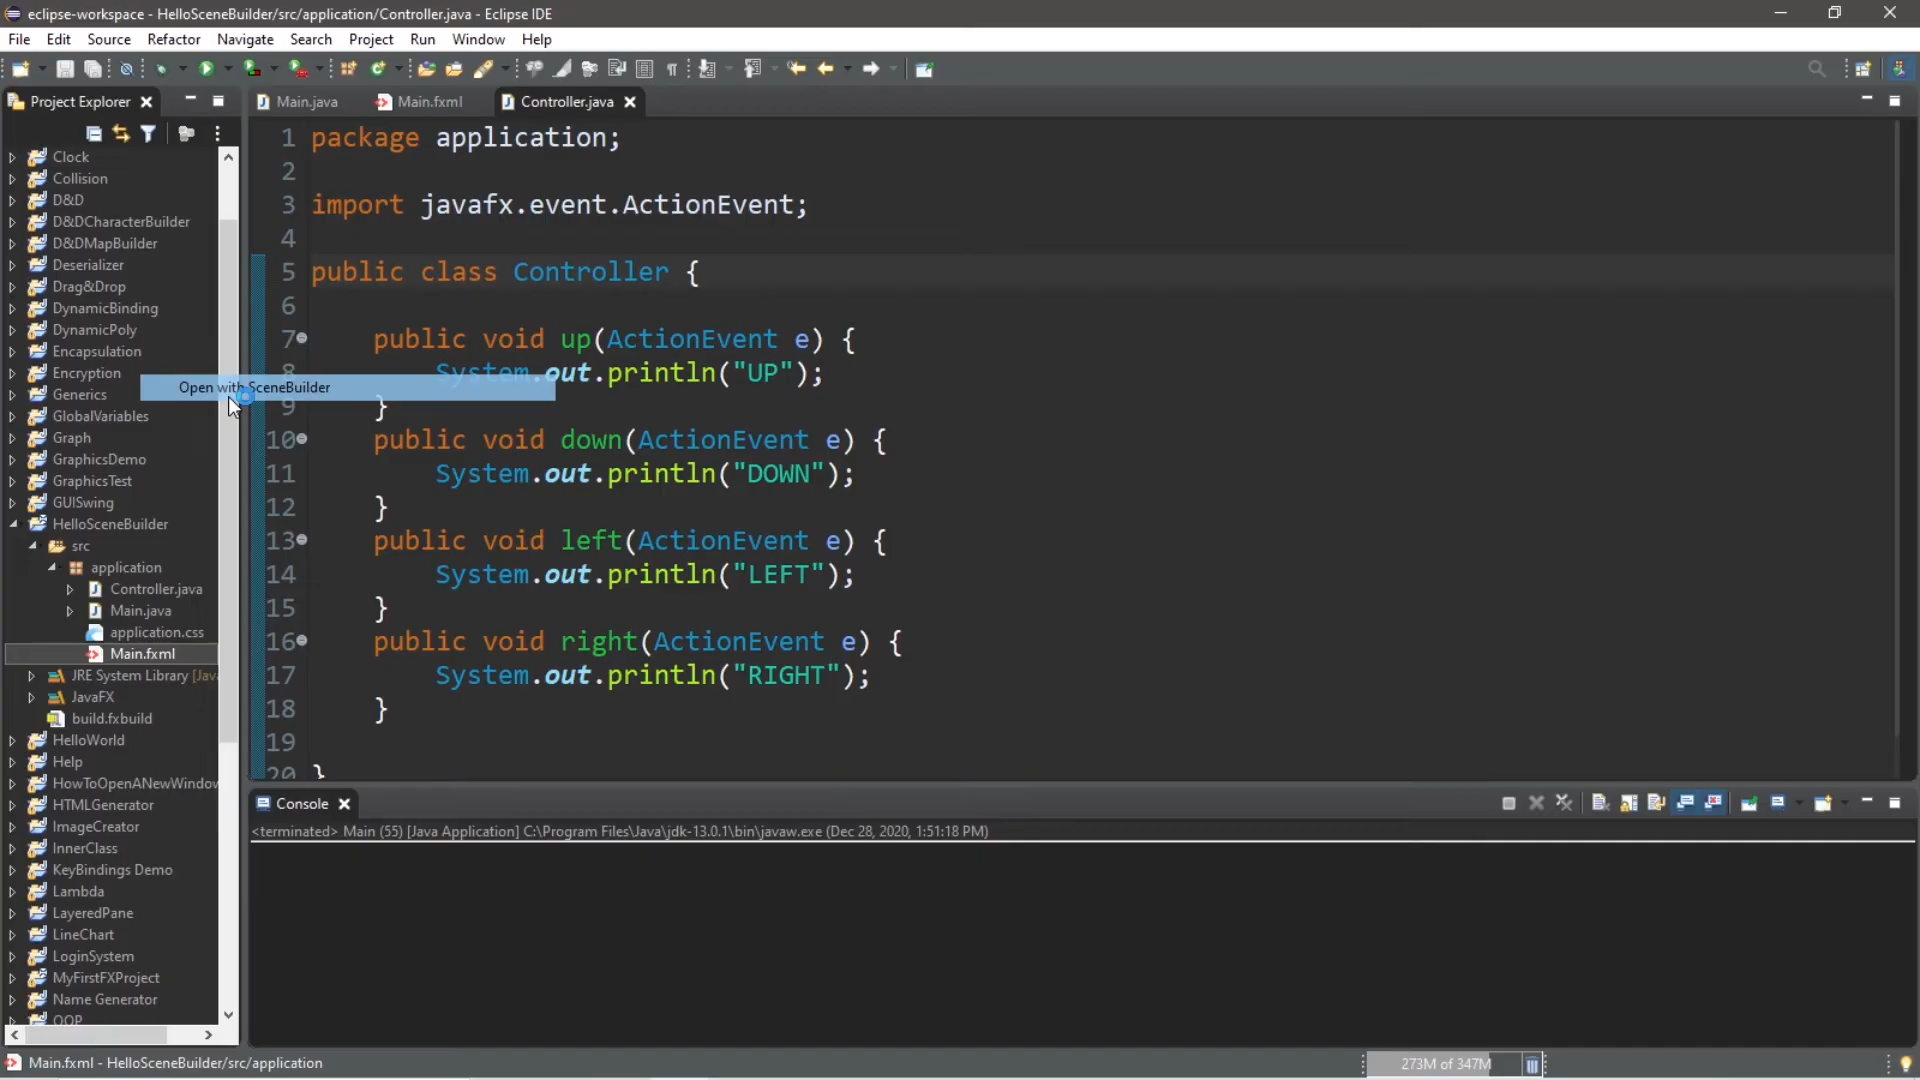 eclipse-workspace - HelloSceneBuilder/src/application/Controller.java - Eclipse IDE
File Edit Source Refactor Navigate Search Project Run Window Help
Project Explorer
Main.java Main.fxml Controller.java
Clock
Collision
D&D
D&DCharacterBuilder
D&DMapBuilder
Deserializer
Drag&Drop
DynamicBinding
DynamicPoly
Encapsulation
Encryption
Generics
GlobalVariables
Graph
GraphicsDemo
GraphicsTest
GUISwing
HelloSceneBuilder
src
application
Controller.java
Main.java
application.css
Main.fxml
JRE System Library [Jav
JavaFX
build.fxbuild
HelloWorld
Help
HowToOpenANewWindow
HTMLGenerator
ImageCreator
InnerClass
KeyBindings Demo
Lambda
LayeredPane
LineChart
LoginSystem
MyFirstFXProject
Name Generator
OOP
Open with SceneBuilder
1 package application;
2
3 import javafx.event.ActionEvent;
4
5 public class Controller {
6
7 public void up(ActionEvent e) {
8 System.out.println("UP");
9 }
10 public void down(ActionEvent e) {
11 System.out.println("DOWN");
12 }
13 public void left(ActionEvent e) {
14 System.out.println("LEFT");
15 }
16 public void right(ActionEvent e) {
17 System.out.println("RIGHT");
18 }
19
20 }
Console
<terminated> Main (55) [Java Application] C:\Program Files\Java\jdk-13.0.1\bin\javaw.exe (Dec 28, 2020, 1:51:18 PM)
Main.fxml - HelloSceneBuilder/src/application
273M of 347M